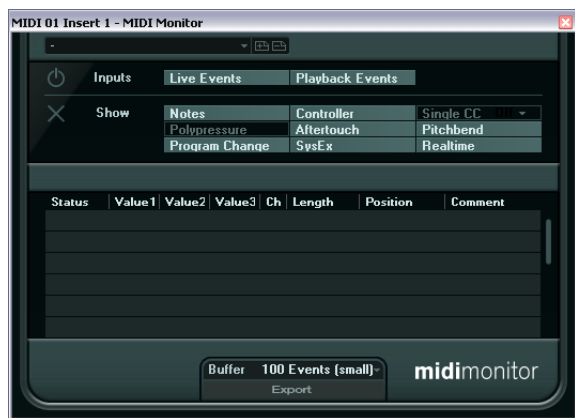 MIDI 01 Insert 1 - MIDI Monitor
-
Inputs Live Events Playback Events
Show Notes Controller Single CC
Polypressure Aftertouch Pitchbend
Program Change SysEx Realtime
Status Value1 Value2 Value3 Ch Length Position Comment
Buffer 100 Events (small)
Export
midimonitor